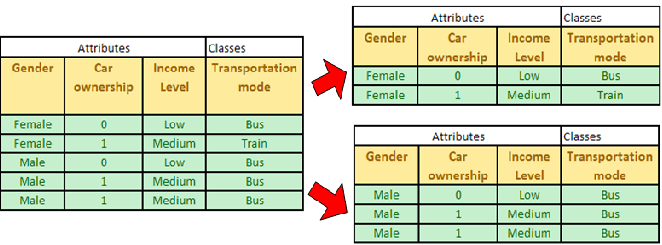 Attributes Classes
Gender Car ownership Income Level Transportation mode
Female 0 Low Bus
Female 1 Medium Train
Male 0 Low Bus
Male 1 Medium Bus
Male 1 Medium Bus
Attributes Classes
Gender Car ownership Income Level Transportation mode
Female 0 Low Bus
Female 1 Medium Train
Attributes Classes
Gender Car ownership Income Level Transportation mode
Male 0 Low Bus
Male 1 Medium Bus
Male 1 Medium Bus